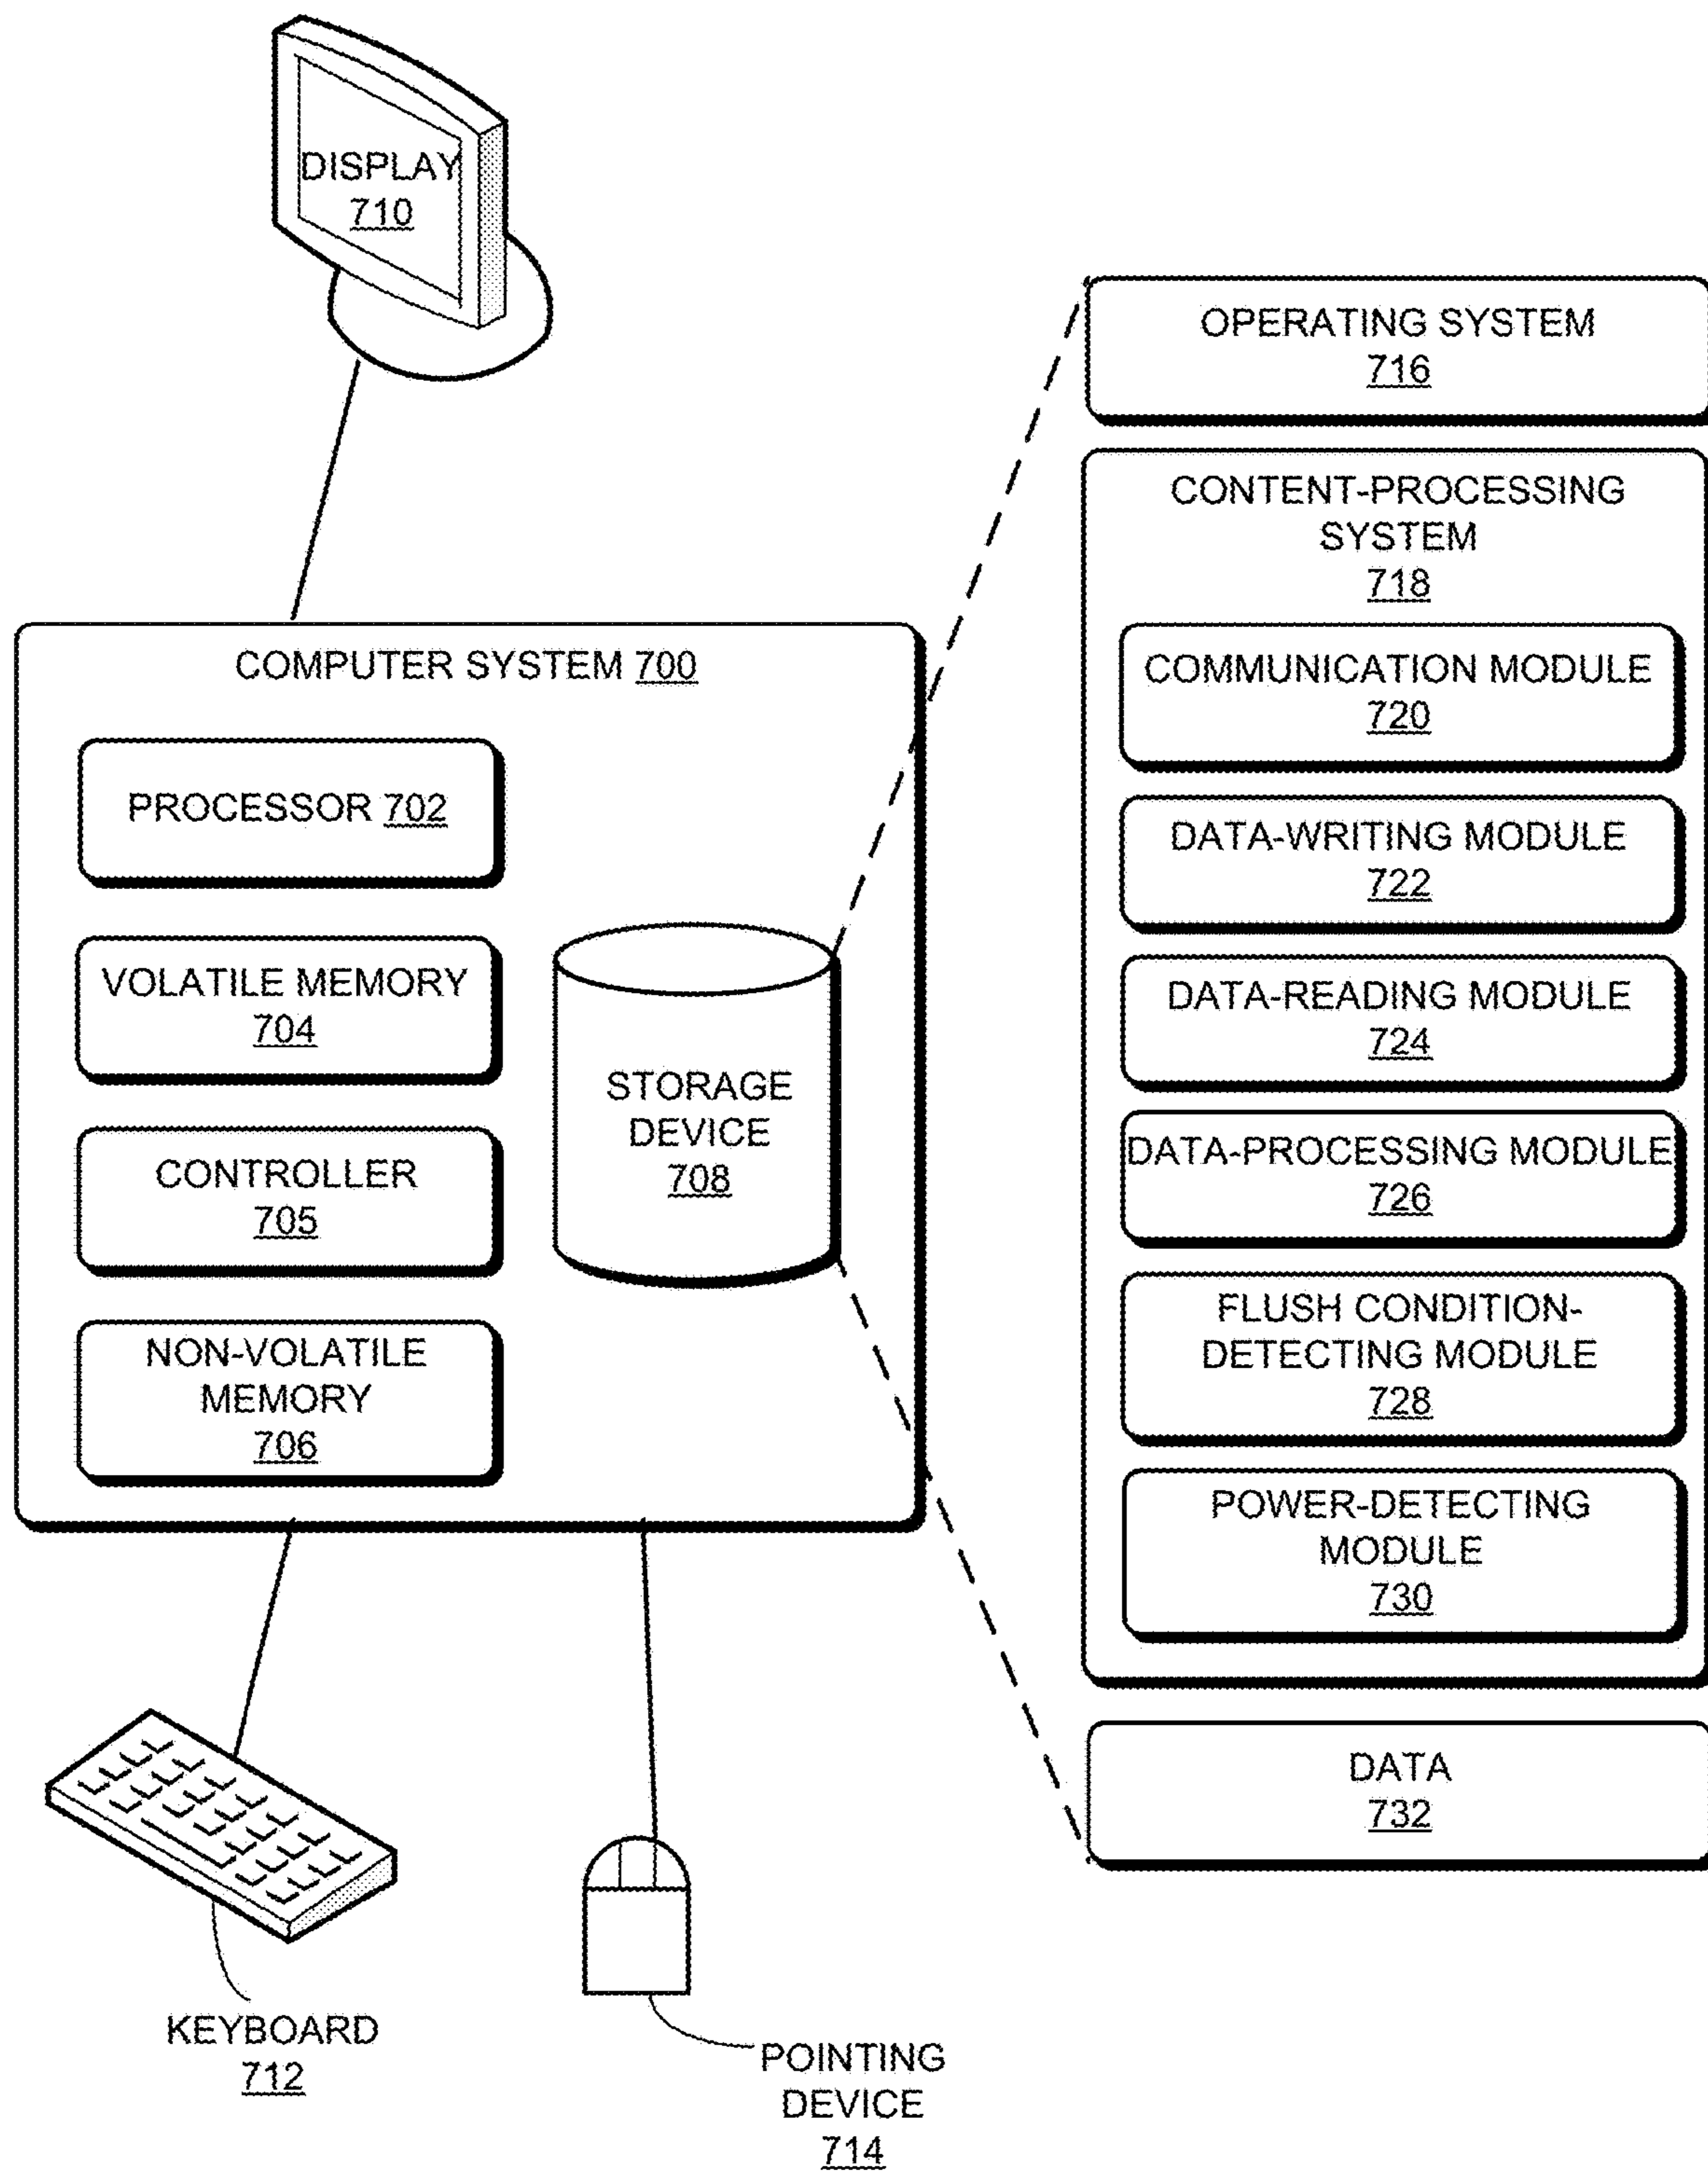 DISPLAY
710
COMPUTER SYSTEM 700
PROCESSOR 702
VOLATILE MEMORY
704
CONTROLLER
705
NON-VOLATILE
MEMORY
706
STORAGE
DEVICE
708
KEYBOARD
712
POINTING
DEVICE
714
OPERATING SYSTEM
716
CONTENT-PROCESSING
SYSTEM
718
COMMUNICATION MODULE
720
DATA-WRITING MODULE
722
DATA-READING MODULE
724
DATA-PROCESSING MODULE
726
FLUSH CONDITION-
DETECTING MODULE
728
POWER-DETECTING
MODULE
730
DATA
732